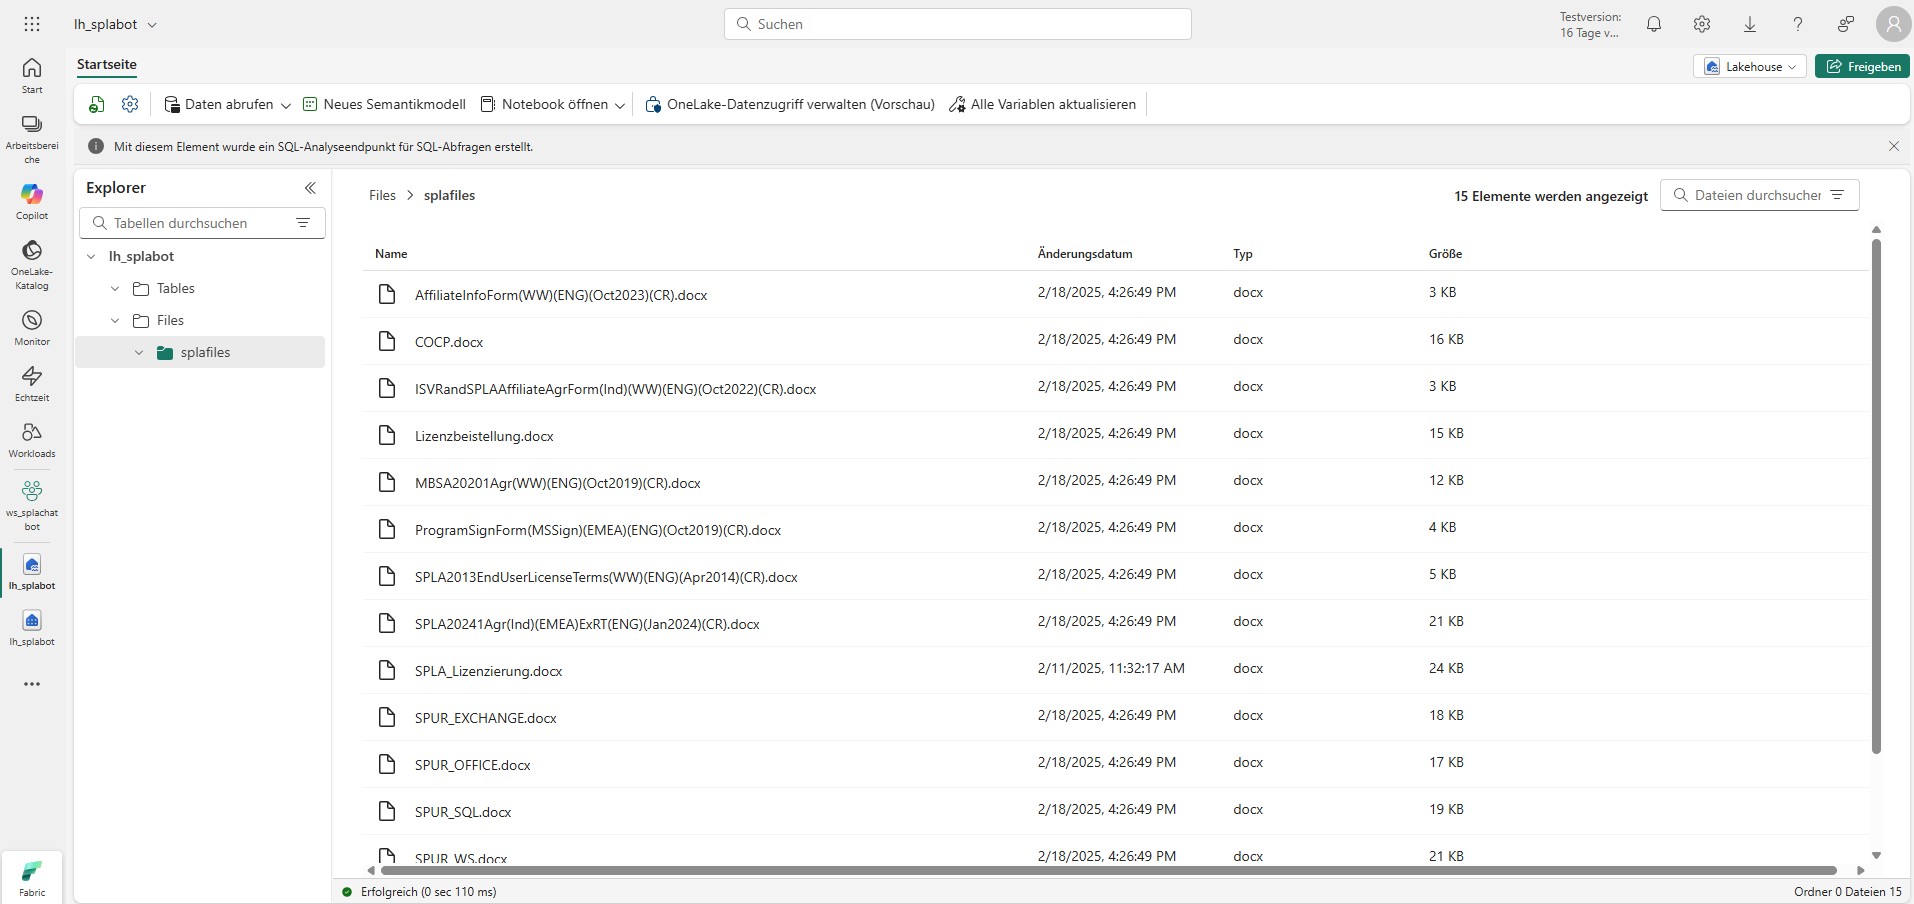 lh_splabot
Suchen
Testversion:
16 Tage v...
Start
Arbeitsberei
che
Copilot
OneLake-
Katalog
Monitor
Echtzeit
Workloads
ws_splachat
bot
lh_splabot
lh_splabot
Fabric
Startseite
Lakehouse
Freigeben
Daten abrufen
Neues Semantikmodell
Notebook öffnen
OneLake-Datenzugriff verwalten (Vorschau)
Alle Variablen aktualisieren
Mit diesem Element wurde ein SQL-Analyseendpunkt für SQL-Abfragen erstellt.
Explorer
Tabellen durchsuchen
lh_splabot
Tables
Files
splafiles
Files > splafiles
15 Elemente werden angezeigt
Dateien durchsuchen
Name Änderungsdatum Typ Größe
AffiliateInfoForm(WW)(ENG)(Oct2023)(CR).docx 2/18/2025, 4:26:49 PM docx 3 KB
COCP.docx 2/18/2025, 4:26:49 PM docx 16 KB
ISVRandSPLAAffiliateAgrForm(Ind)(WW)(ENG)(Oct2022)(CR).docx 2/18/2025, 4:26:49 PM docx 3 KB
Lizenzbeistellung.docx 2/18/2025, 4:26:49 PM docx 15 KB
MBSA20201Agr(WW)(ENG)(Oct2019)(CR).docx 2/18/2025, 4:26:49 PM docx 12 KB
ProgramSignForm(MSSign)(EMEA)(ENG)(Oct2019)(CR).docx 2/18/2025, 4:26:49 PM docx 4 KB
SPLA2013EndUserLicenseTerms(WW)(ENG)(Apr2014)(CR).docx 2/18/2025, 4:26:49 PM docx 5 KB
SPLA20241Agr(Ind)(EMEA)ExRT(ENG)(Jan2024)(CR).docx 2/18/2025, 4:26:49 PM docx 21 KB
SPLA_Lizenzierung.docx 2/11/2025, 11:32:17 AM docx 24 KB
SPUR_EXCHANGE.docx 2/18/2025, 4:26:49 PM docx 18 KB
SPUR_OFFICE.docx 2/18/2025, 4:26:49 PM docx 17 KB
SPUR_SQL.docx 2/18/2025, 4:26:49 PM docx 19 KB
SPUR_WS.docx 2/18/2025, 4:26:49 PM docx 21 KB
Erfolgreich (0 sec 110 ms)
Ordner 0 Dateien 15